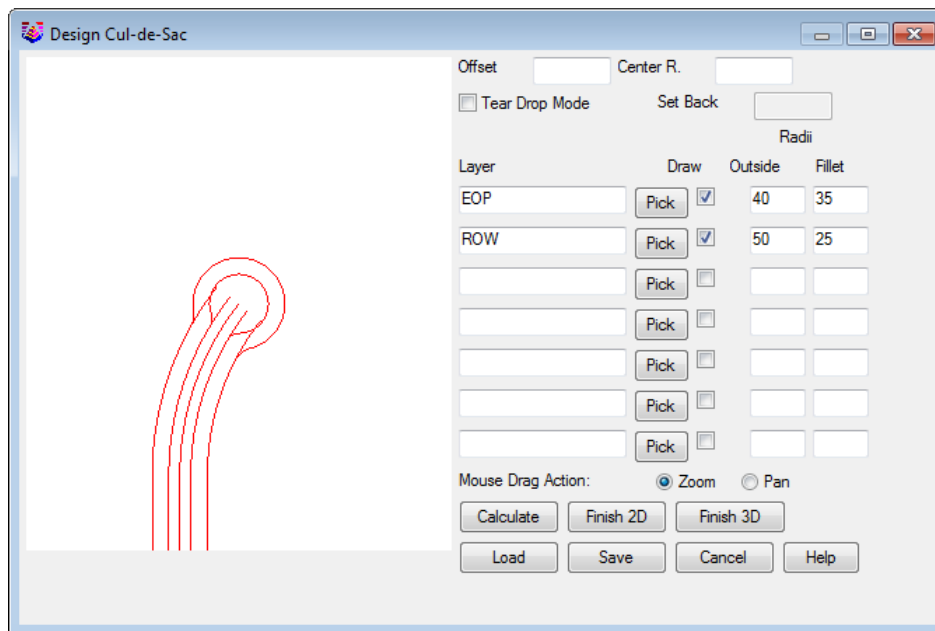 Design Cul-de-Sac
Offset Center R.
Tear Drop Mode Set Back
Radii
Layer Draw Outside Fillet
EOP Pick 40 35
ROW Pick 50 25
Pick
Pick
Pick
Pick
Pick
Mouse Drag Action: Zoom Pan
Calculate Finish 2D Finish 3D
Load Save Cancel Help